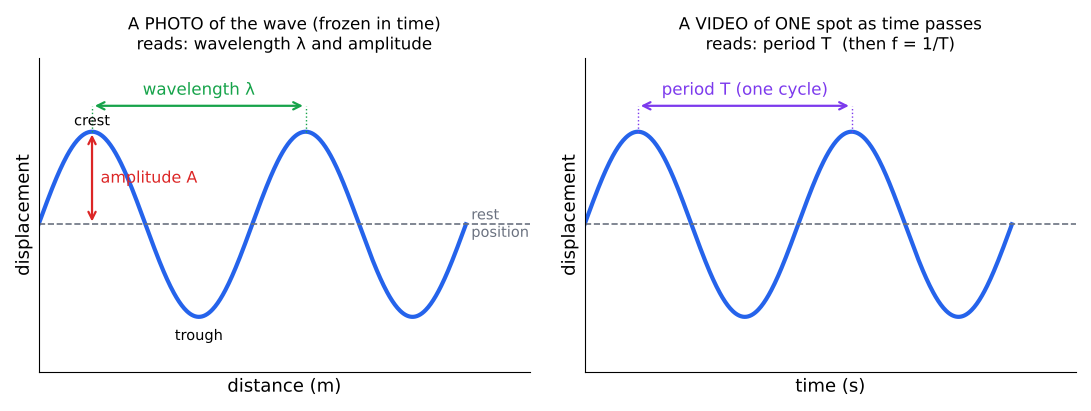 A PHOTO of the wave (frozen in time)
reads: wavelength λ and amplitude
wavelength λ
crest
amplitude A
rest
position
trough
displacement
distance (m)
A VIDEO of ONE spot as time passes
reads: period T  (then f = 1/T)
period T (one cycle)
displacement
time (s)